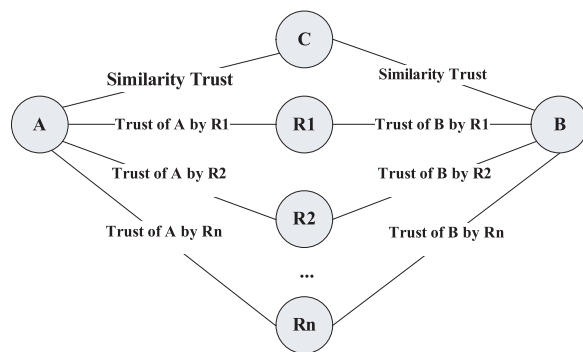 C
Similarity Trust
Similarity Trust
A
Trust of A by R1
R1
Trust of B by R1
B
Trust of A by R2
Trust of B by R2
R2
Trust of A by Rn
Trust of B by Rn
...
Rn